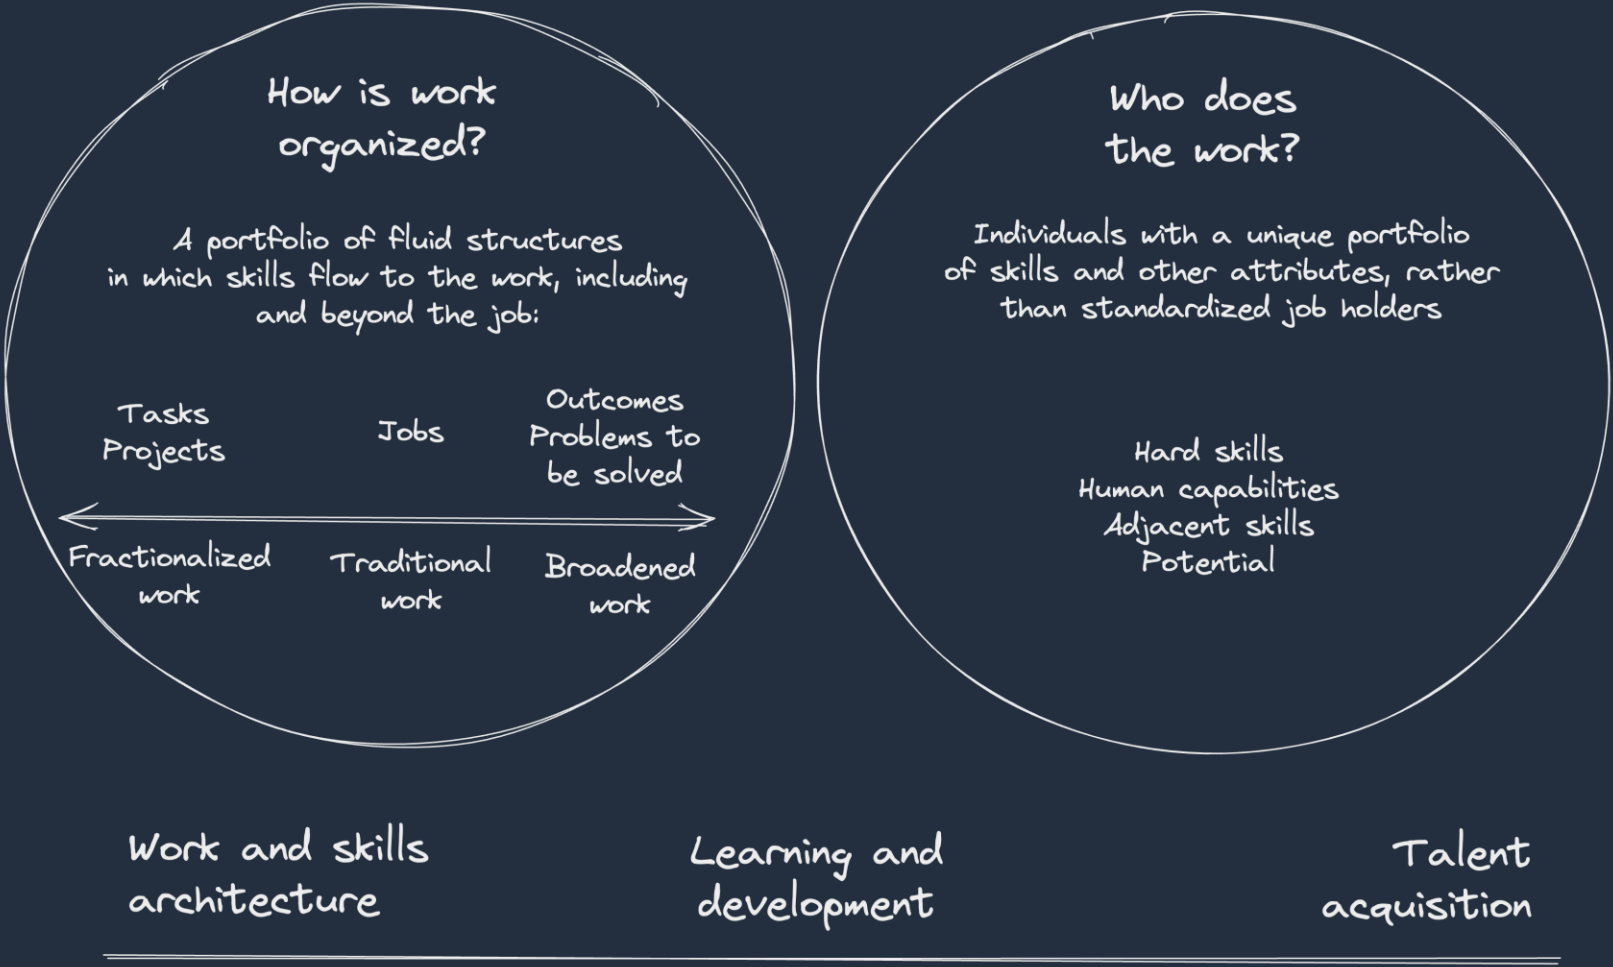 How is work
organized?
A portfolio of fluid structures
in which skills flow to the work, including
and beyond the job:
Tasks
Projects
Jobs
Outcomes
Problems to
be solved
Fractionalized
work
Traditional
work
Broadened
work
Who does
the work?
Individuals with a unique portfolio
of skills and other attributes, rather
than standardized job holders
Hard skills
Human capabilities
Adjacent skills
Potential
Work and skills
architecture
Learning and
development
Talent
acquisition